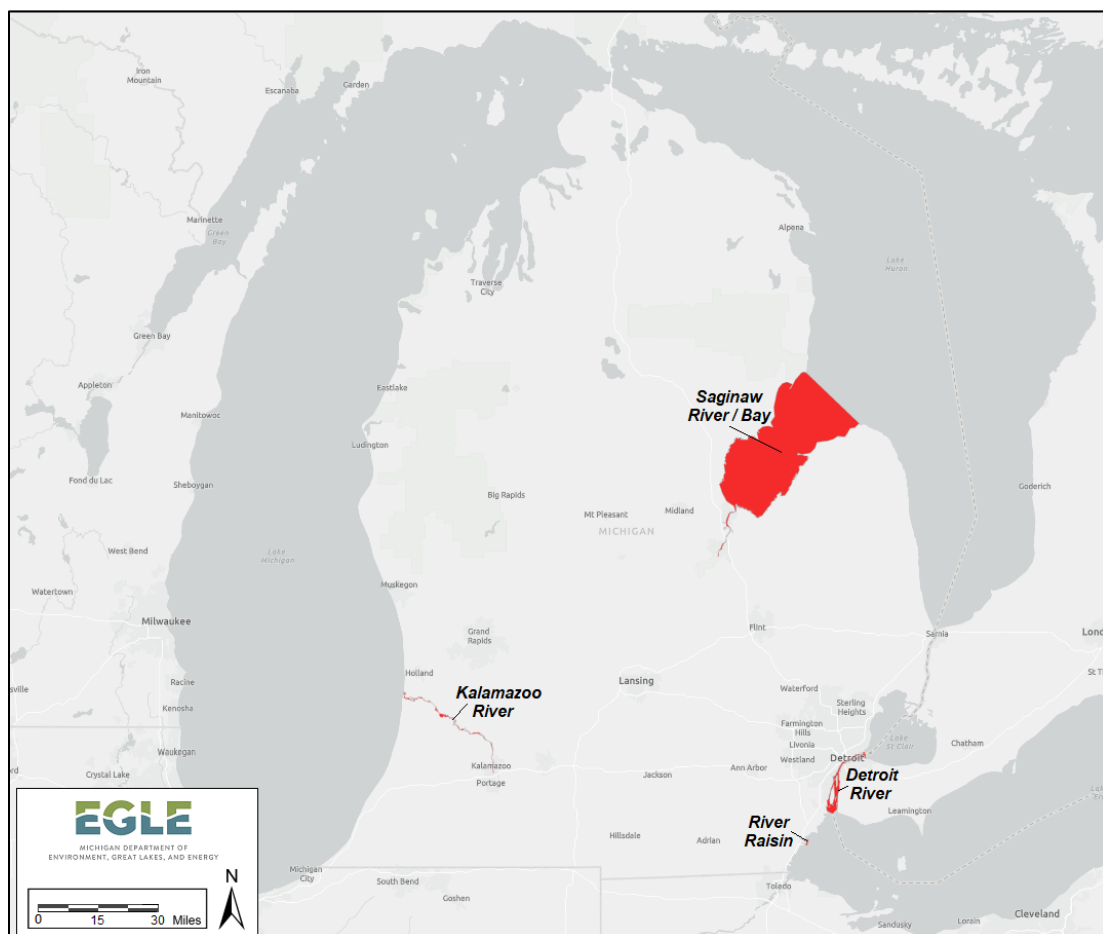 Iron
Mountain
Escanaba
Garden
Marinette
Green
Bay
Alpena
Lake
Huron
Traverse
City
Green Bay
Appleton
Eastlake
Manitowoc
Saginaw
River / Bay
Ludington
Fond du Lac
Sheboygan
Big Rapids
Goderich
Mt Pleasant
Midland
MICHIGAN
West Bend
Lake
Michigan
Watertown
Muskegon
Milwaukee
Grand
Rapids
Flint
Sarnia
Lon
St T
Racine
sville
Kenosha
Holland
Lansing
Kalamazoo
River
Waterford
Sterling
Heights
Farmington
Hills
Livonia
Westland
Detroit
Lake
St Clair
Chatham
Waukegan
Crystal Lake
Kalamazoo
Portage
Jackson
Ann Arbor
Detroit
River
Leamington
River
Raisin
Hillsdale
Adrian
Michigan
City
South Bend
Goshen
Toledo
Sandusky
Lorain
Cleveland
EGLE
MICHIGAN DEPARTMENT OF
ENVIRONMENT, GREAT LAKES, AND ENERGY
N
0 15 30 Miles